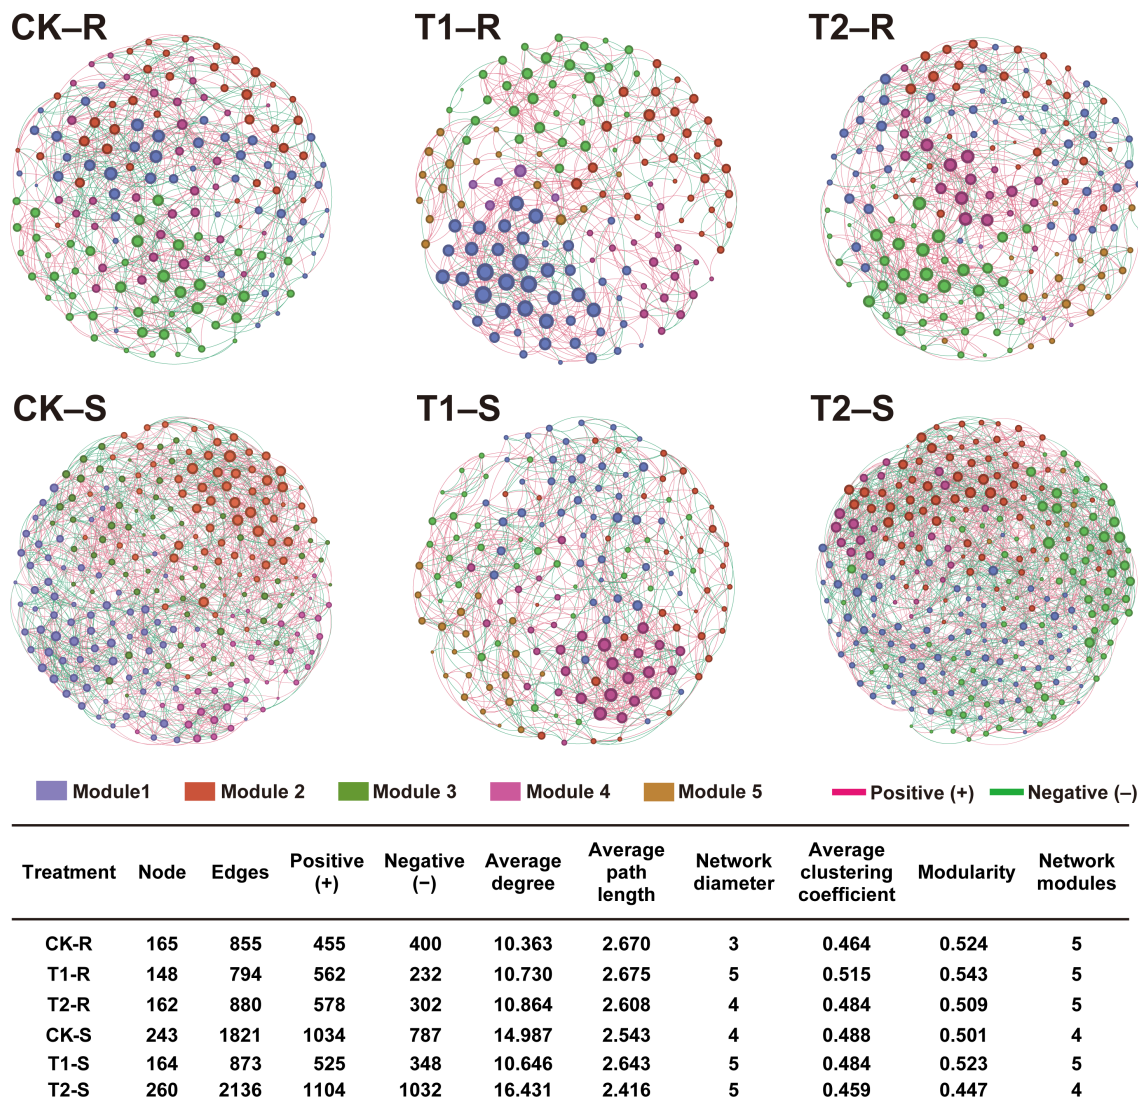 CK–R
T1–R
T2–R
CK–S
T1–S
T2–S
Module1
Module 2
Module 3
Module 4
Module 5
Positive (+)
Negative (–)
Treatment Node Edges Positive (+) Negative (−) Average degree Average path length Network diameter Average clustering coefficient Modularity Network modules
CK-R 165 855 455 400 10.363 2.670 3 0.464 0.524 5
T1-R 148 794 562 232 10.730 2.675 5 0.515 0.543 5
T2-R 162 880 578 302 10.864 2.608 4 0.484 0.509 5
CK-S 243 1821 1034 787 14.987 2.543 4 0.488 0.501 4
T1-S 164 873 525 348 10.646 2.643 5 0.484 0.523 5
T2-S 260 2136 1104 1032 16.431 2.416 5 0.459 0.447 4